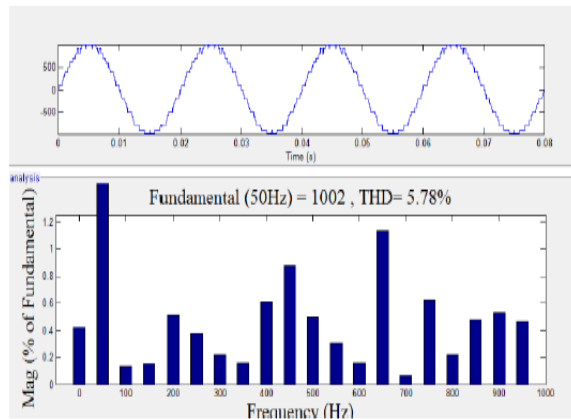 500
0
-500
0 0.01 0.02 0.03 0.04 0.05 0.06 0.07 0.08
Time (s)
analysis
Fundamental (50Hz) = 1002 , THD= 5.78%
Mag (% of Fundamental)
1.2
1
0.8
0.6
0.4
0.2
0
0 100 200 300 400 500 600 700 800 900 1000
Frequency (Hz)